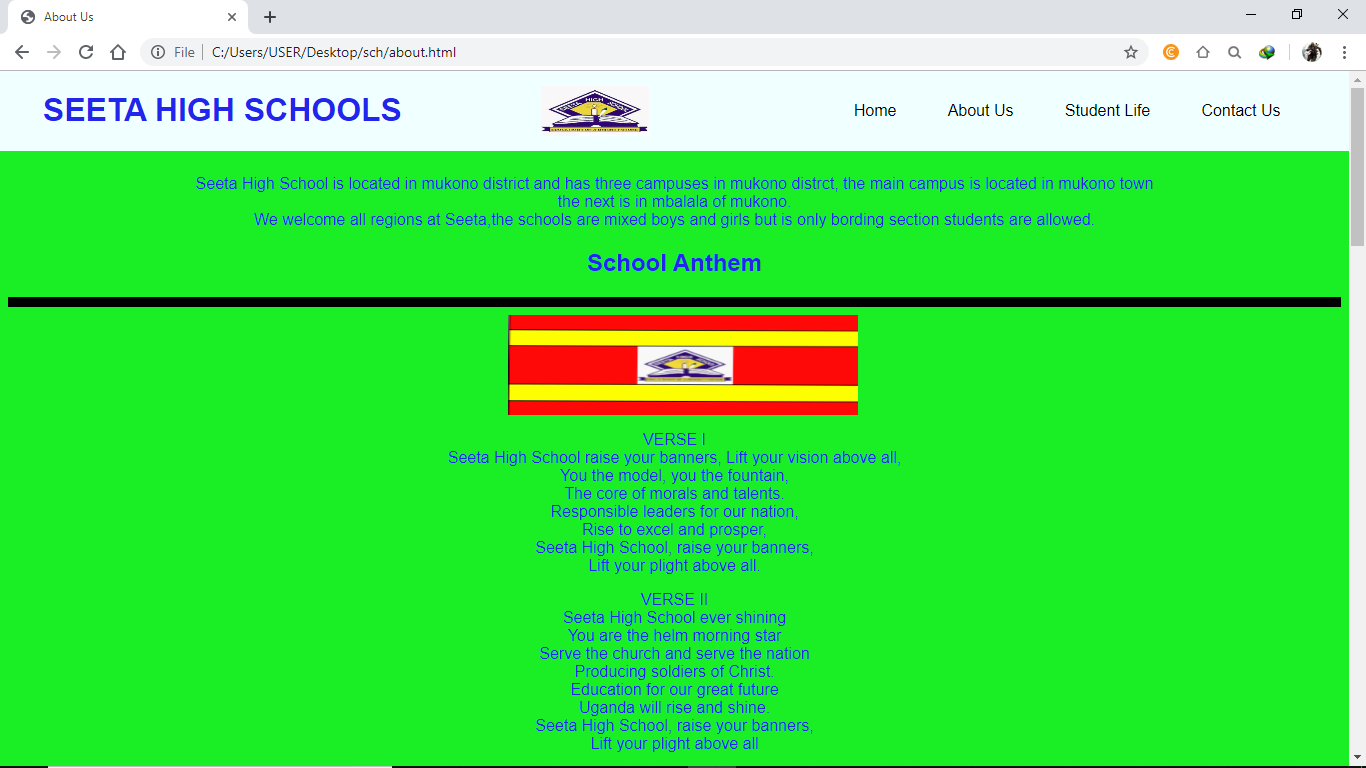 About Us
File
C:/Users/USER/Desktop/sch/about.html
SEETA HIGH SCHOOLS
Home
About Us
Student Life
Contact Us
Seeta High School is located in mukono district and has three campuses in mukono distrct, the main campus is located in mukono town
the next is in mbalala of mukono.
We welcome all regions at Seeta,the schools are mixed boys and girls but is only bording section students are allowed.
School Anthem
VERSE I
Seeta High School raise your banners, Lift your vision above all,
You the model, you the fountain,
The core of morals and talents.
Responsible leaders for our nation,
Rise to excel and prosper,
Seeta High School, raise your banners,
Lift your plight above all.
VERSE II
Seeta High School ever shining
You are the helm morning star
Serve the church and serve the nation
Producing soldiers of Christ.
Education for our great future
Uganda will rise and shine.
Seeta High School, raise your banners,
Lift your plight above all